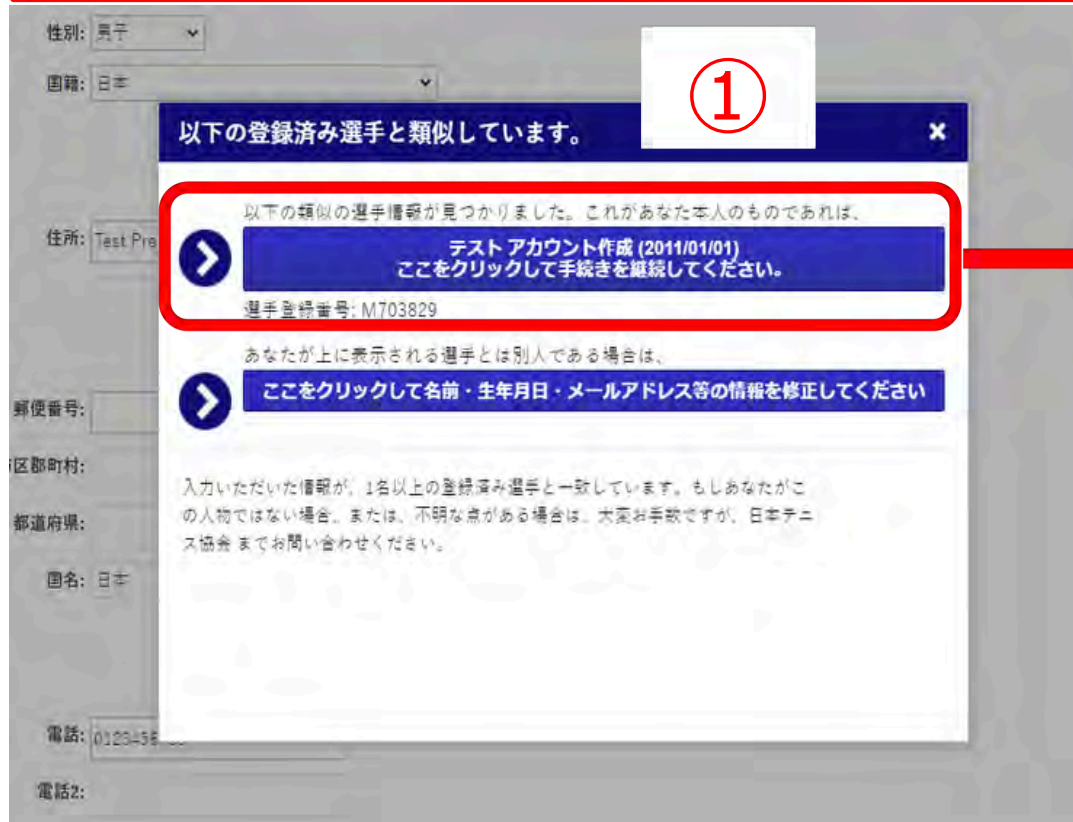 性別: 男子
国籍: 日本
①
以下の登録済み選手と類似しています。
×
以下の類似の選手情報が見つかりました。これがあなた本人のものであれば、
住所: Test Pre
テスト アカウント作成 (2011/01/01)
ここをクリックして手続きを継続してください。
選手登録番号: M703829
あなたが上に表示される選手とは別人である場合は、
ここをクリックして名前・生年月日・メールアドレス等の情報を修正してください
郵便番号:
区郡町村:
入力いただいた情報が、1名以上の登録済み選手と一致しています。もしあなたがこ
の人物ではない場合、または、不明な点がある場合は、大変お手数ですが、日本テニ
ス協会 までお問い合わせください。
都道府県:
国名: 日本
電話: 0123456
電話2: